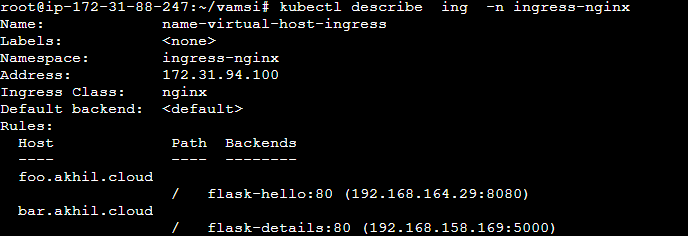 root@ip-172-31-88-247:~/vamsi# kubectl describe  ing  -n ingress-nginx
Name:             name-virtual-host-ingress
Labels:           <none>
Namespace:        ingress-nginx
Address:          172.31.94.100
Ingress Class:    nginx
Default backend:  <default>
Rules:
  Host              Path  Backends
  ----              ----  --------
  foo.akhil.cloud
                    /   flask-hello:80 (192.168.164.29:8080)
  bar.akhil.cloud
                    /   flask-details:80 (192.168.158.169:5000)